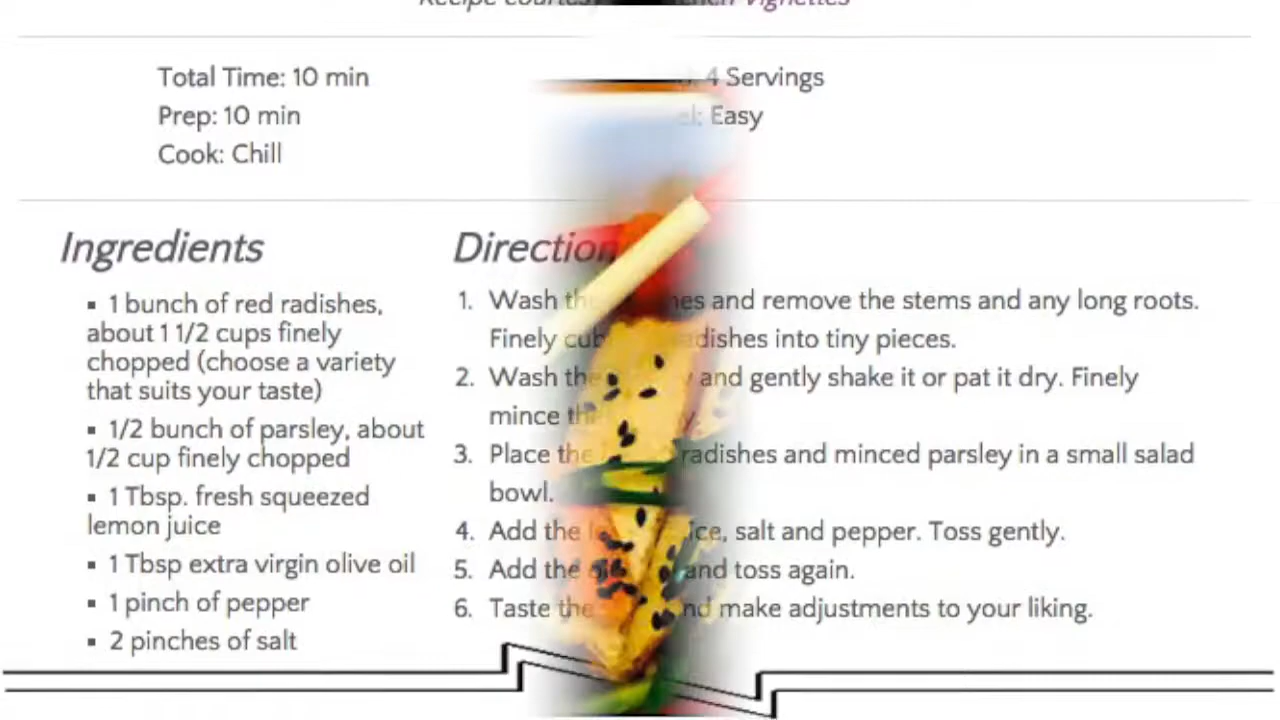 Recipe courtesy Vignettes
Total Time: 10 min
4 Servings
Prep: 10 min
Easy
Cook: Chill
Ingredients
▪ 1 bunch of red radishes,
about 1 1/2 cups finely
chopped (choose a variety
that suits your taste)
▪ 1/2 bunch of parsley, about
1/2 cup finely chopped
▪ 1 Tbsp. fresh squeezed
lemon juice
▪ 1 Tbsp extra virgin olive oil
▪ 1 pinch of pepper
▪ 2 pinches of salt
Direction
1. Wash and remove the stems and any long roots.
Finely radishes into tiny pieces.
2. Wash the and gently shake it or pat it dry. Finely
mince
3. Place the radishes and minced parsley in a small salad
bowl.
4. Add the juice, salt and pepper. Toss gently.
5. Add the and toss again.
6. Taste the and make adjustments to your liking.